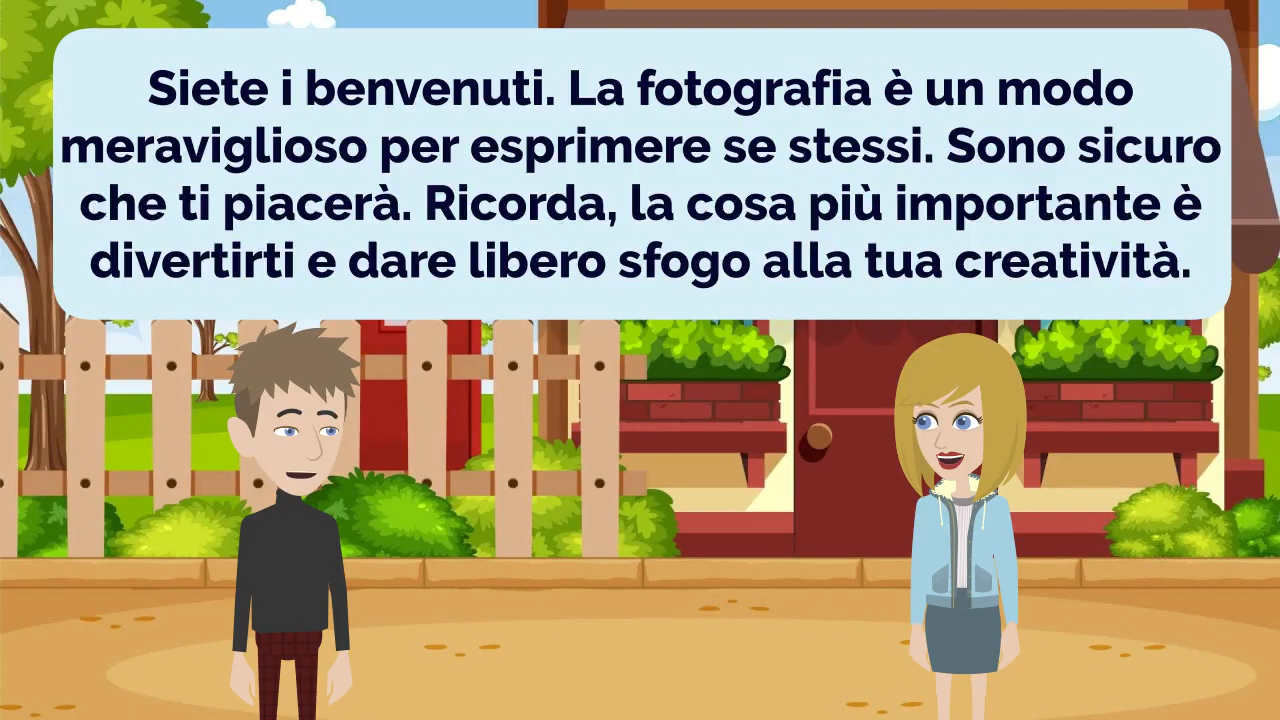 Siete i benvenuti. La fotografia è un modo
meraviglioso per esprimere se stessi. Sono sicuro
che ti piacerà. Ricorda, la cosa più importante è
divertirti e dare libero sfogo alla tua creatività.